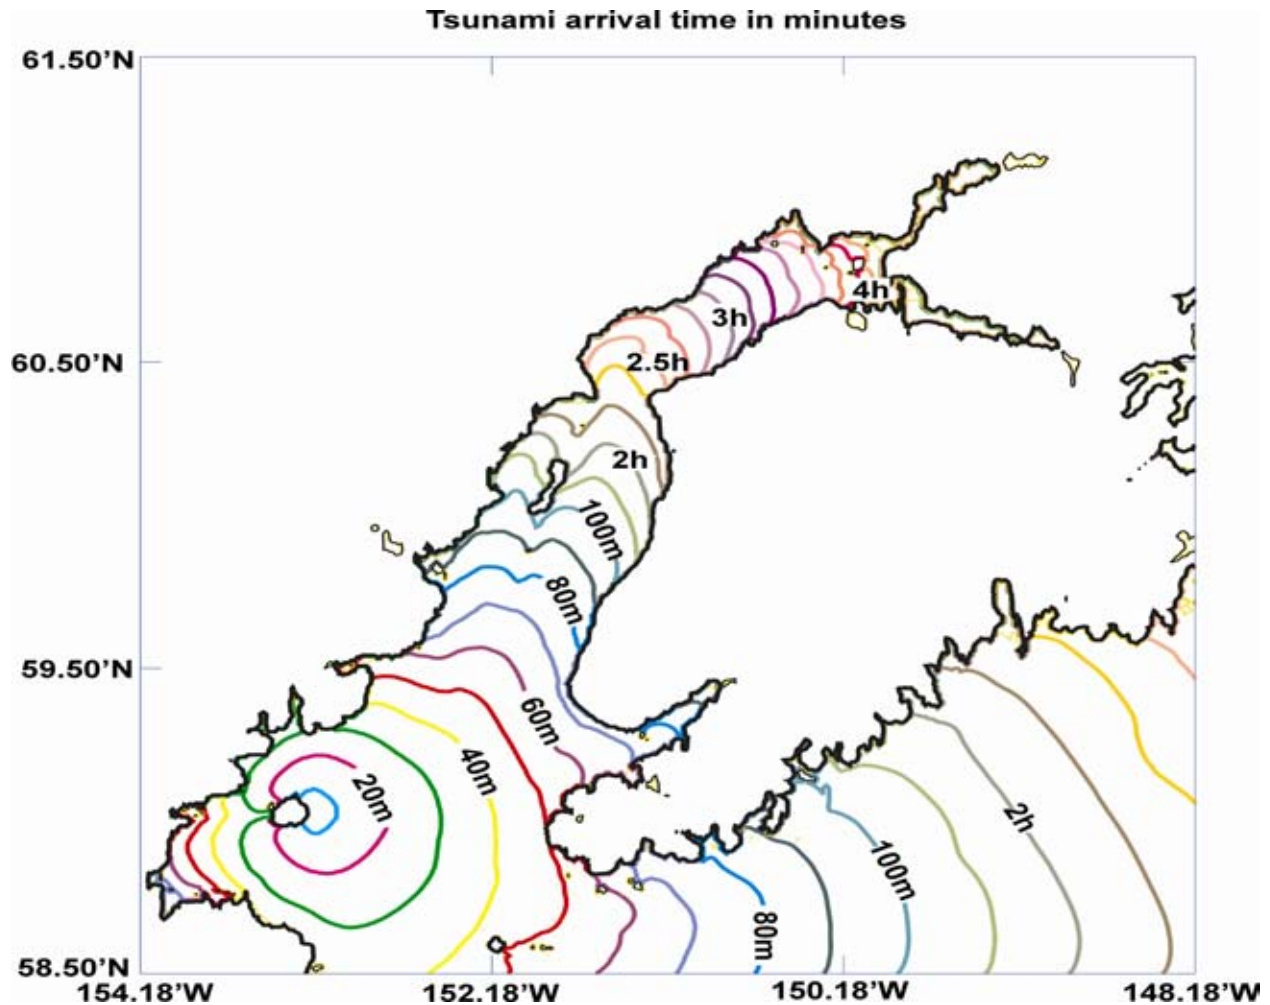 Tsunami arrival time in minutes
61.50'N
4h
3h
60.50'N
2.5h
2h
100m
80m
59.50'N
60m
40m
20m
2h
100m
80m
58.50'N
154.18'W
152.18'W
150.18'W
148.18'W